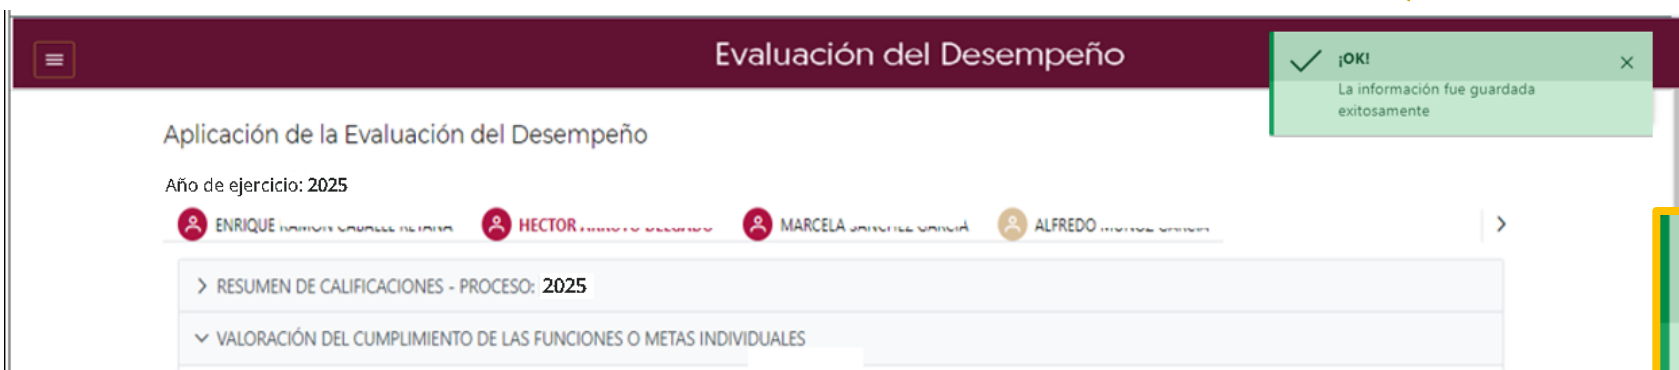 Evaluación del Desempeño
¡OK!
La información fue guardada
exitosamente
Aplicación de la Evaluación del Desempeño
Año de ejercicio: 2025
ENRIQUE HECTOR MARCELA ALFREDO
RESUMEN DE CALIFICACIONES - PROCESO: 2025
VALORACIÓN DEL CUMPLIMIENTO DE LAS FUNCIONES O METAS INDIVIDUALES